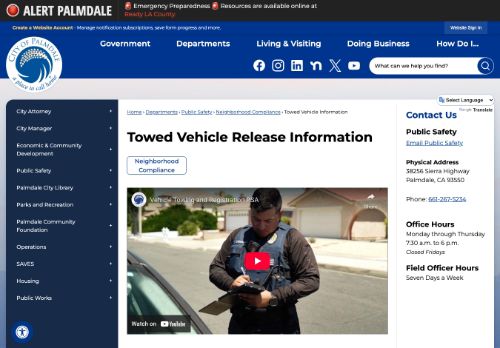 ALERT PALMDALE
🚨 Emergency Preparedness 🚨 Resources are available online at
Ready LA County.
Create a Website Account - Manage notification subscriptions, save form progress and more.
Website Sign In
CITY OF PALMDALE
a place to call home
Government
Departments
Living & Visiting
Doing Business
How Do I...
What can we help you find?
Select Language
Google Translate
City Attorney
City Manager
Economic & Community
Development
Public Safety
Palmdale City Library
Parks and Recreation
Palmdale Community
Foundation
Operations
SAVES
Housing
Public Works
Home › Departments › Public Safety › Neighborhood Compliance › Towed Vehicle Information
Towed Vehicle Release Information
Neighborhood
Compliance
Vehicle Towing and Registration PSA
Share
Watch on YouTube
Contact Us
Public Safety
Email Public Safety
Physical Address
38256 Sierra Highway
Palmdale, CA 93550
Phone: 661-267-5234
Office Hours
Monday through Thursday
7:30 a.m. to 6 p.m.
Closed Fridays
Field Officer Hours
Seven Days a Week